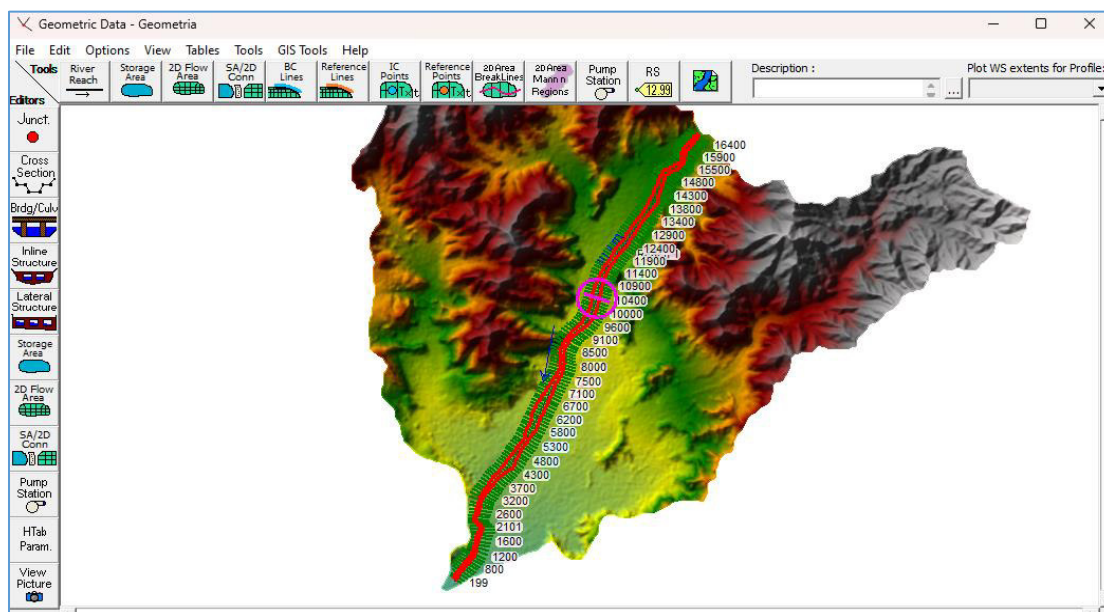 Geometric Data - Geometria
File Edit Options View Tables Tools GIS Tools Help
Tools
Editors
River
Reach
Storage
Area
2D Flow
Area
SA/2D
Conn
BC
Lines
Reference
Lines
IC
Points
Reference
Points
2D Area
BreakLines
2D Area
Mann n
Regions
Pump
Station
RS
12.99
Description :
...
Plot WS extents for Profile:
Junct.
Cross
Section
Brdg/Culv
Inline
Structure
Lateral
Structure
Storage
Area
2D Flow
Area
SA/2D
Conn
Pump
Station
HTab
Param.
View
Picture
16400
15900
15500
14800
14300
13800
13400
12900
12400
11900
11400
10900
10400
10000
9600
9100
8500
8000
7500
7100
6700
6200
5800
5300
4800
4300
3700
3200
2600
2101
1600
1200
800
199